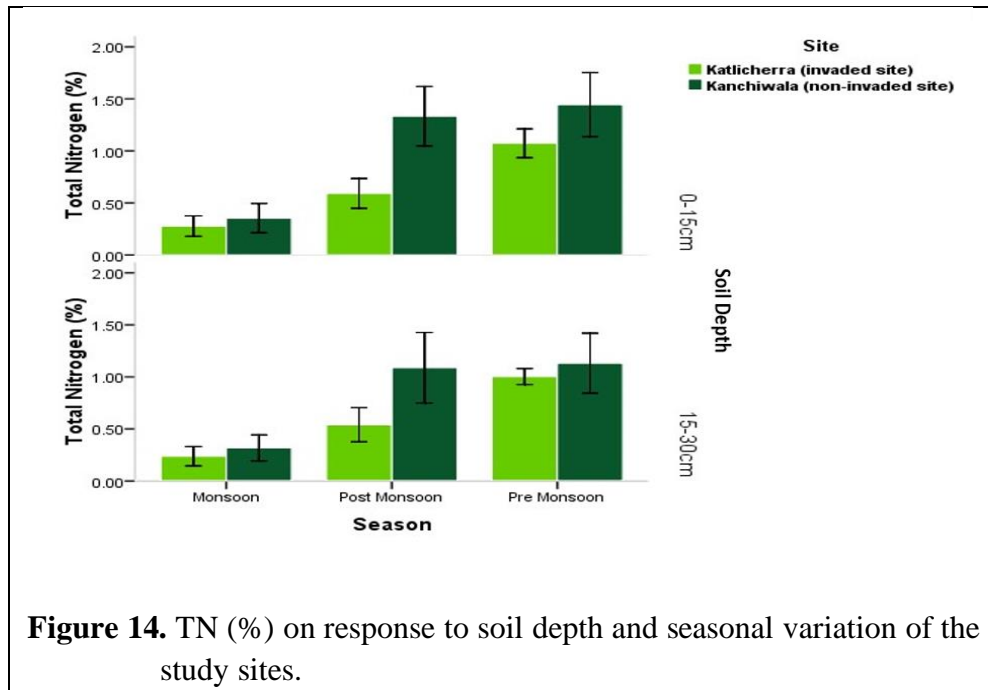 Site
Katlicherra (invaded site)
Kanchiwala (non-invaded site)
Total Nitrogen (%)
2.00
1.50
1.00
0.50
0.00
0-15cm
Total Nitrogen (%)
2.00
1.50
1.00
0.50
0.00
15-30cm
Soil Depth
Monsoon Post Monsoon Pre Monsoon
Season
Figure 14. TN (%) on response to soil depth and seasonal variation of the
study sites.